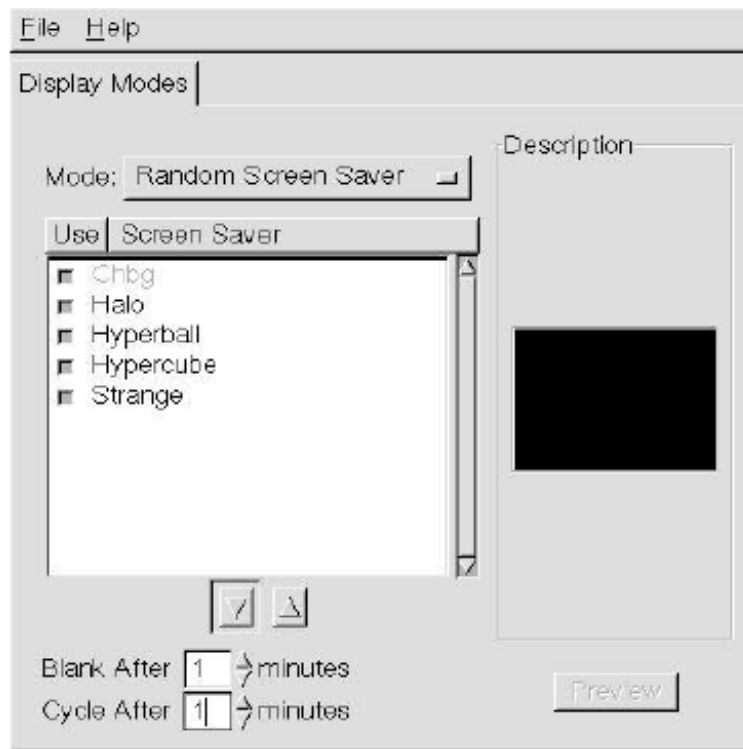 File Help
Display Modes
Description
Mode: Random Screen Saver
Use Screen Saver
Chbg
Halo
Hyperball
Hypercube
Strange
Blank After 1 minutes
Cycle After 1 minutes
Preview